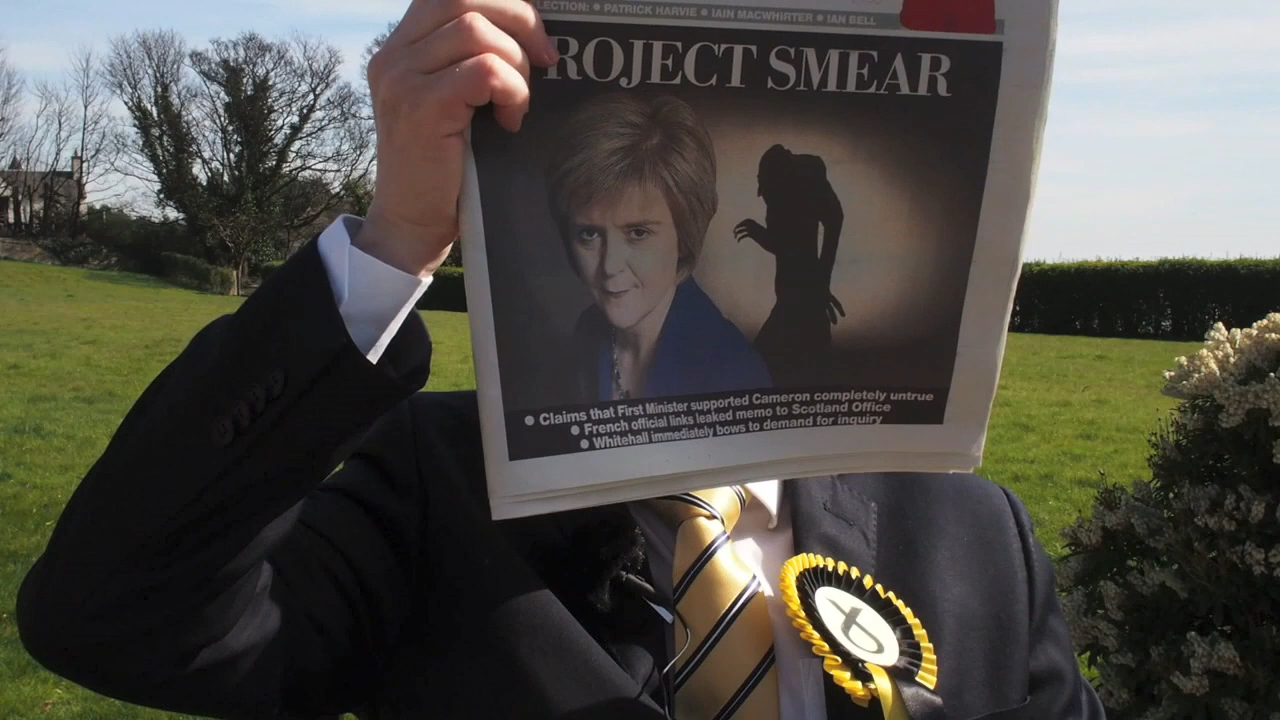 LECTION: ● PATRICK HARVIE ● IAIN MACWHIRTER ● IAN BELL
ROJECT SMEAR
● Claims that First Minister supported Cameron completely untrue
● French official links leaked memo to Scotland Office
● Whitehall immediately bows to demand for inquiry